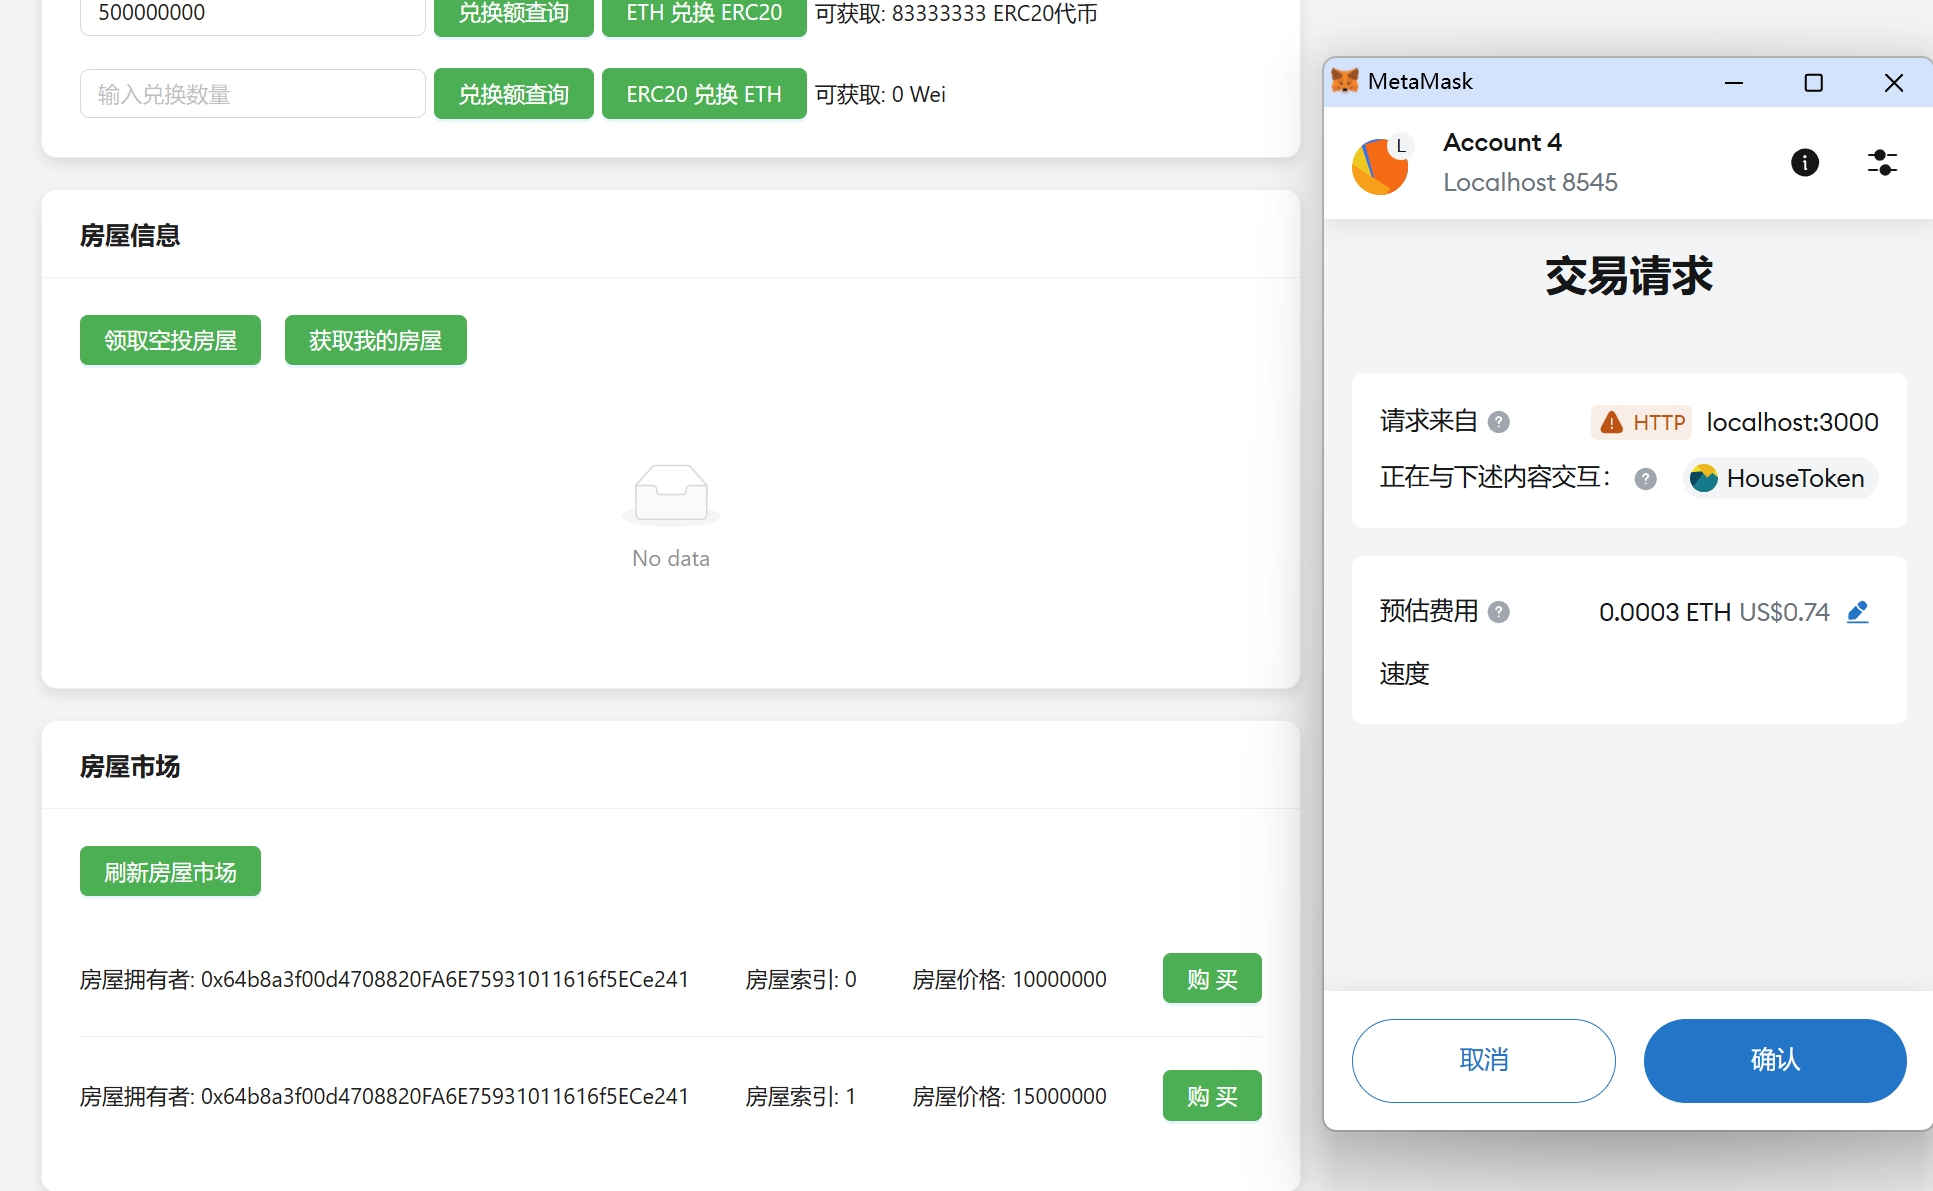 500000000 兑换额查询 ETH 兑换 ERC20 可获取: 83333333 ERC20代币
输入兑换数量 兑换额查询 ERC20 兑换 ETH 可获取: 0 Wei
房屋信息
领取空投房屋 获取我的房屋
No data
房屋市场
刷新房屋市场
房屋拥有者: 0x64b8a3f00d4708820FA6E75931011616f5ECe241 房屋索引: 0 房屋价格: 10000000 购 买
房屋拥有者: 0x64b8a3f00d4708820FA6E75931011616f5ECe241 房屋索引: 1 房屋价格: 15000000 购 买
MetaMask
L
Account 4
Localhost 8545
交易请求
请求来自 HTTP localhost:3000
正在与下述内容交互： HouseToken
预估费用 0.0003 ETH US$0.74
速度
取消 确认